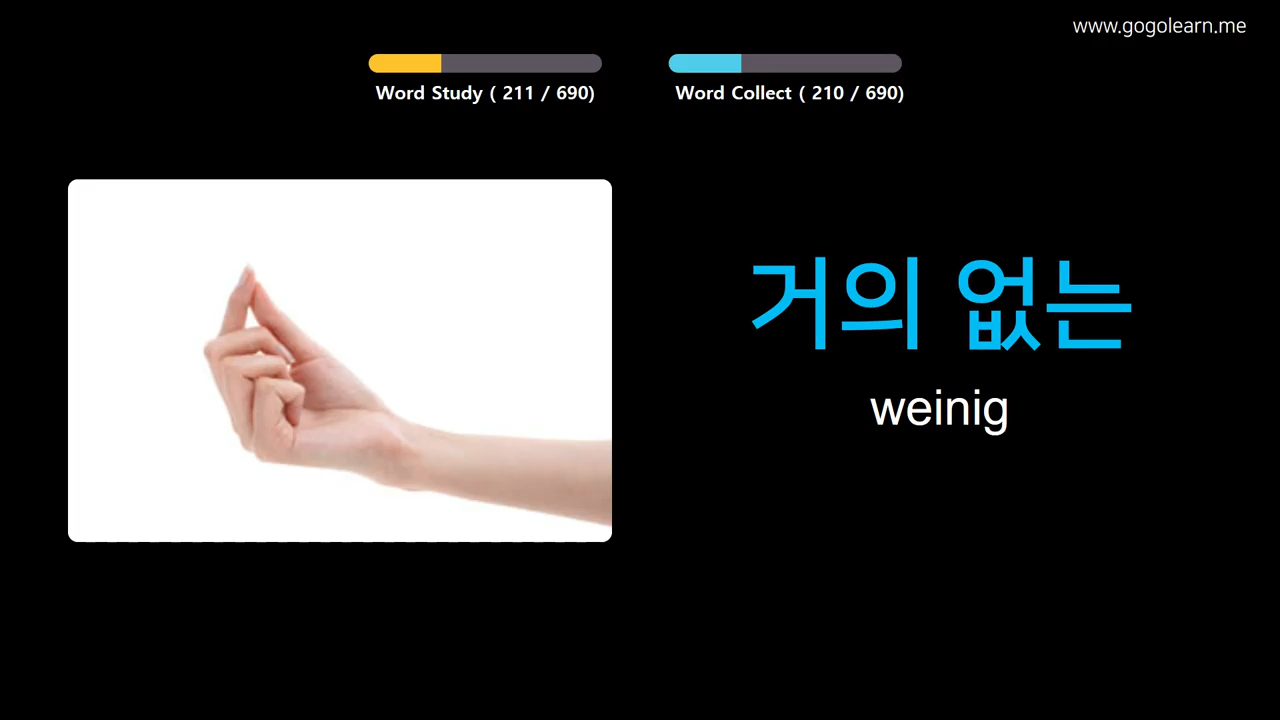 www.gogolearn.me
Word Study ( 211 / 690)
Word Collect ( 210 / 690)
거의 없는
weinig